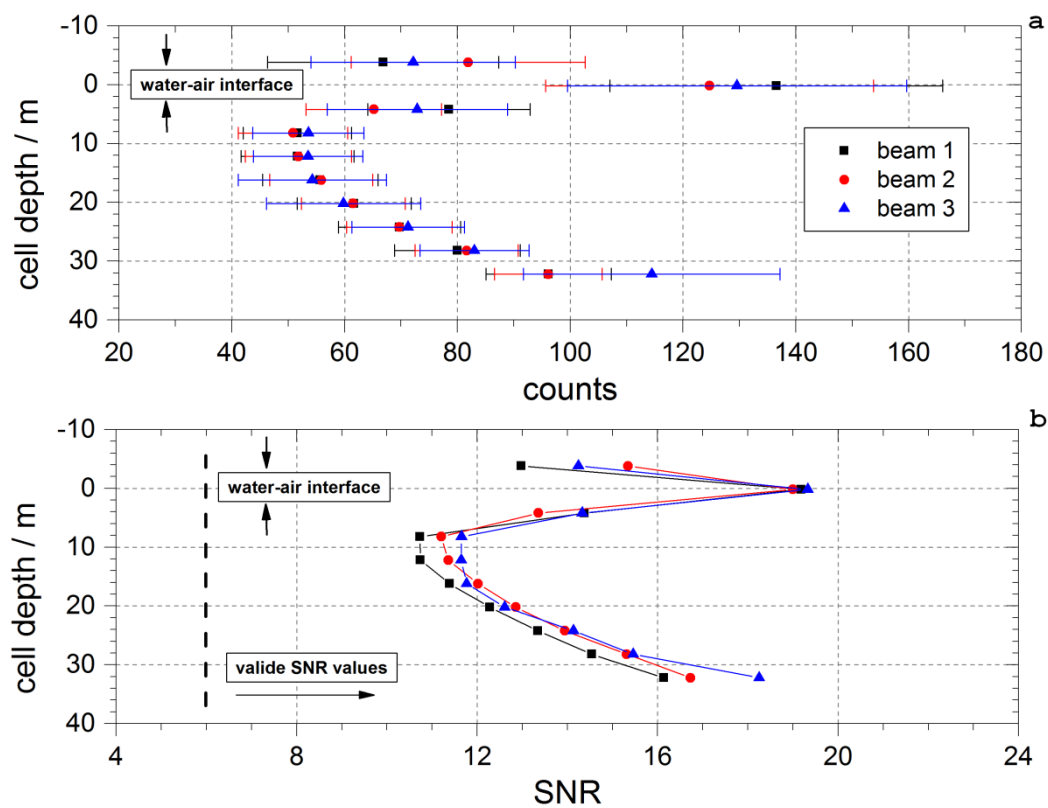 a
-10
0
10
20
30
40
cell depth / m
water-air interface
beam 1
beam 2
beam 3
20 40 60 80 100 120 140 160 180
counts
b
-10
0
10
20
30
40
cell depth / m
water-air interface
valide SNR values
4 8 12 16 20 24
SNR